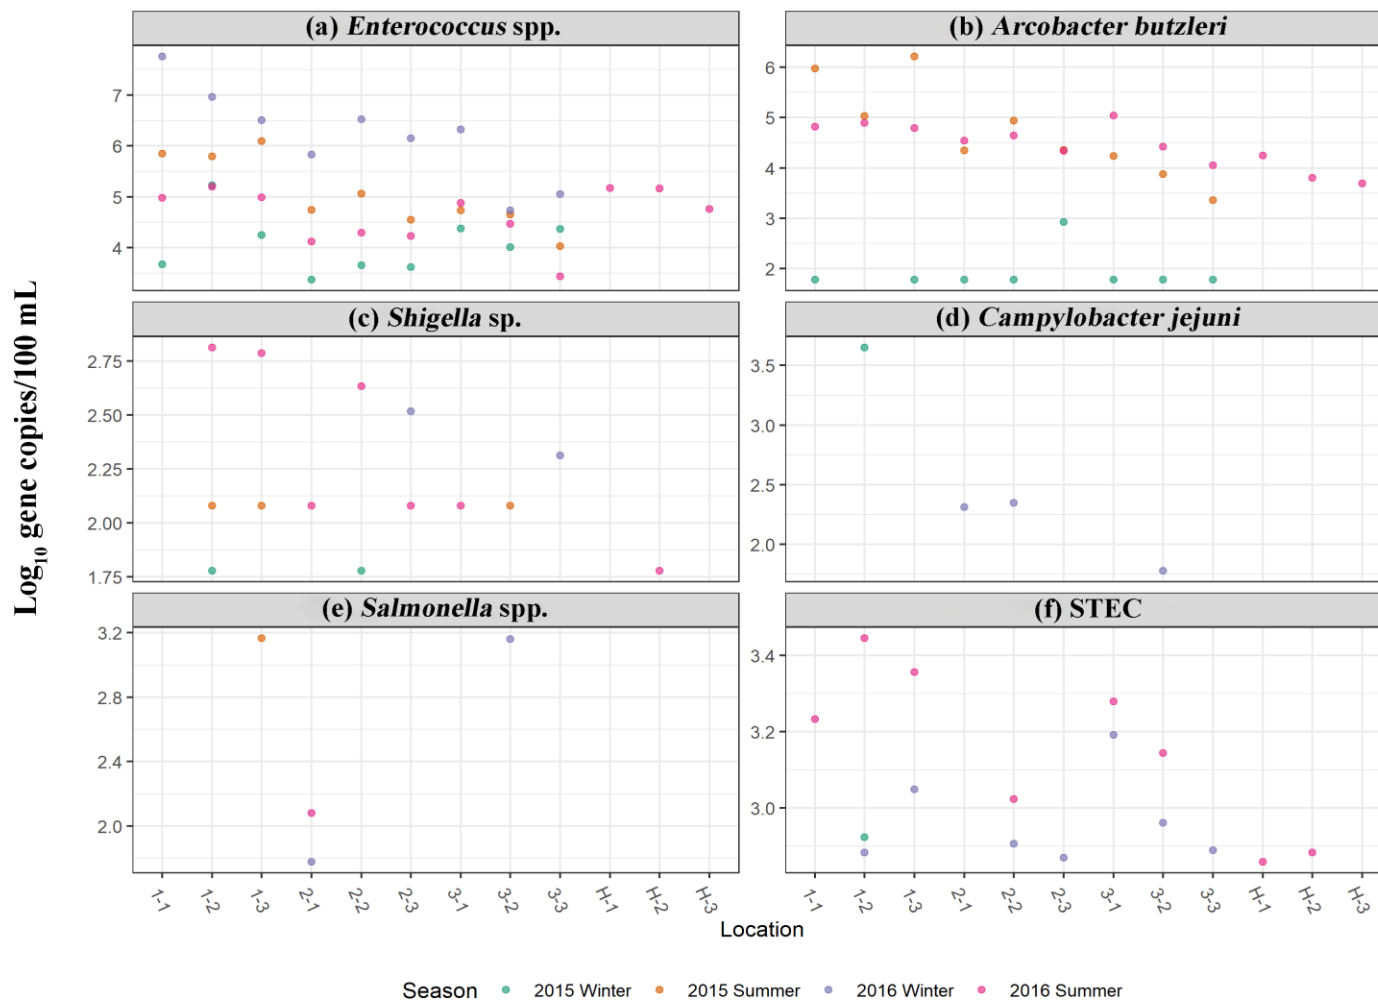 (a) Enterococcus spp.
(b) Arcobacter butzleri
7
6
5
4
6
5
4
3
2
(c) Shigella sp.
(d) Campylobacter jejuni
2.75
2.50
2.25
2.00
1.75
3.5
3.0
2.5
2.0
(e) Salmonella spp.
(f) STEC
3.2
2.8
2.4
2.0
3.4
3.2
3.0
Log₁₀ gene copies/100 mL
1-1 1-2 1-3 2-1 2-2 2-3 3-1 3-2 3-3 H-1 H-2 H-3
1-1 1-2 1-3 2-1 2-2 2-3 3-1 3-2 3-3 H-1 H-2 H-3
Location
Season 2015 Winter 2015 Summer 2016 Winter 2016 Summer